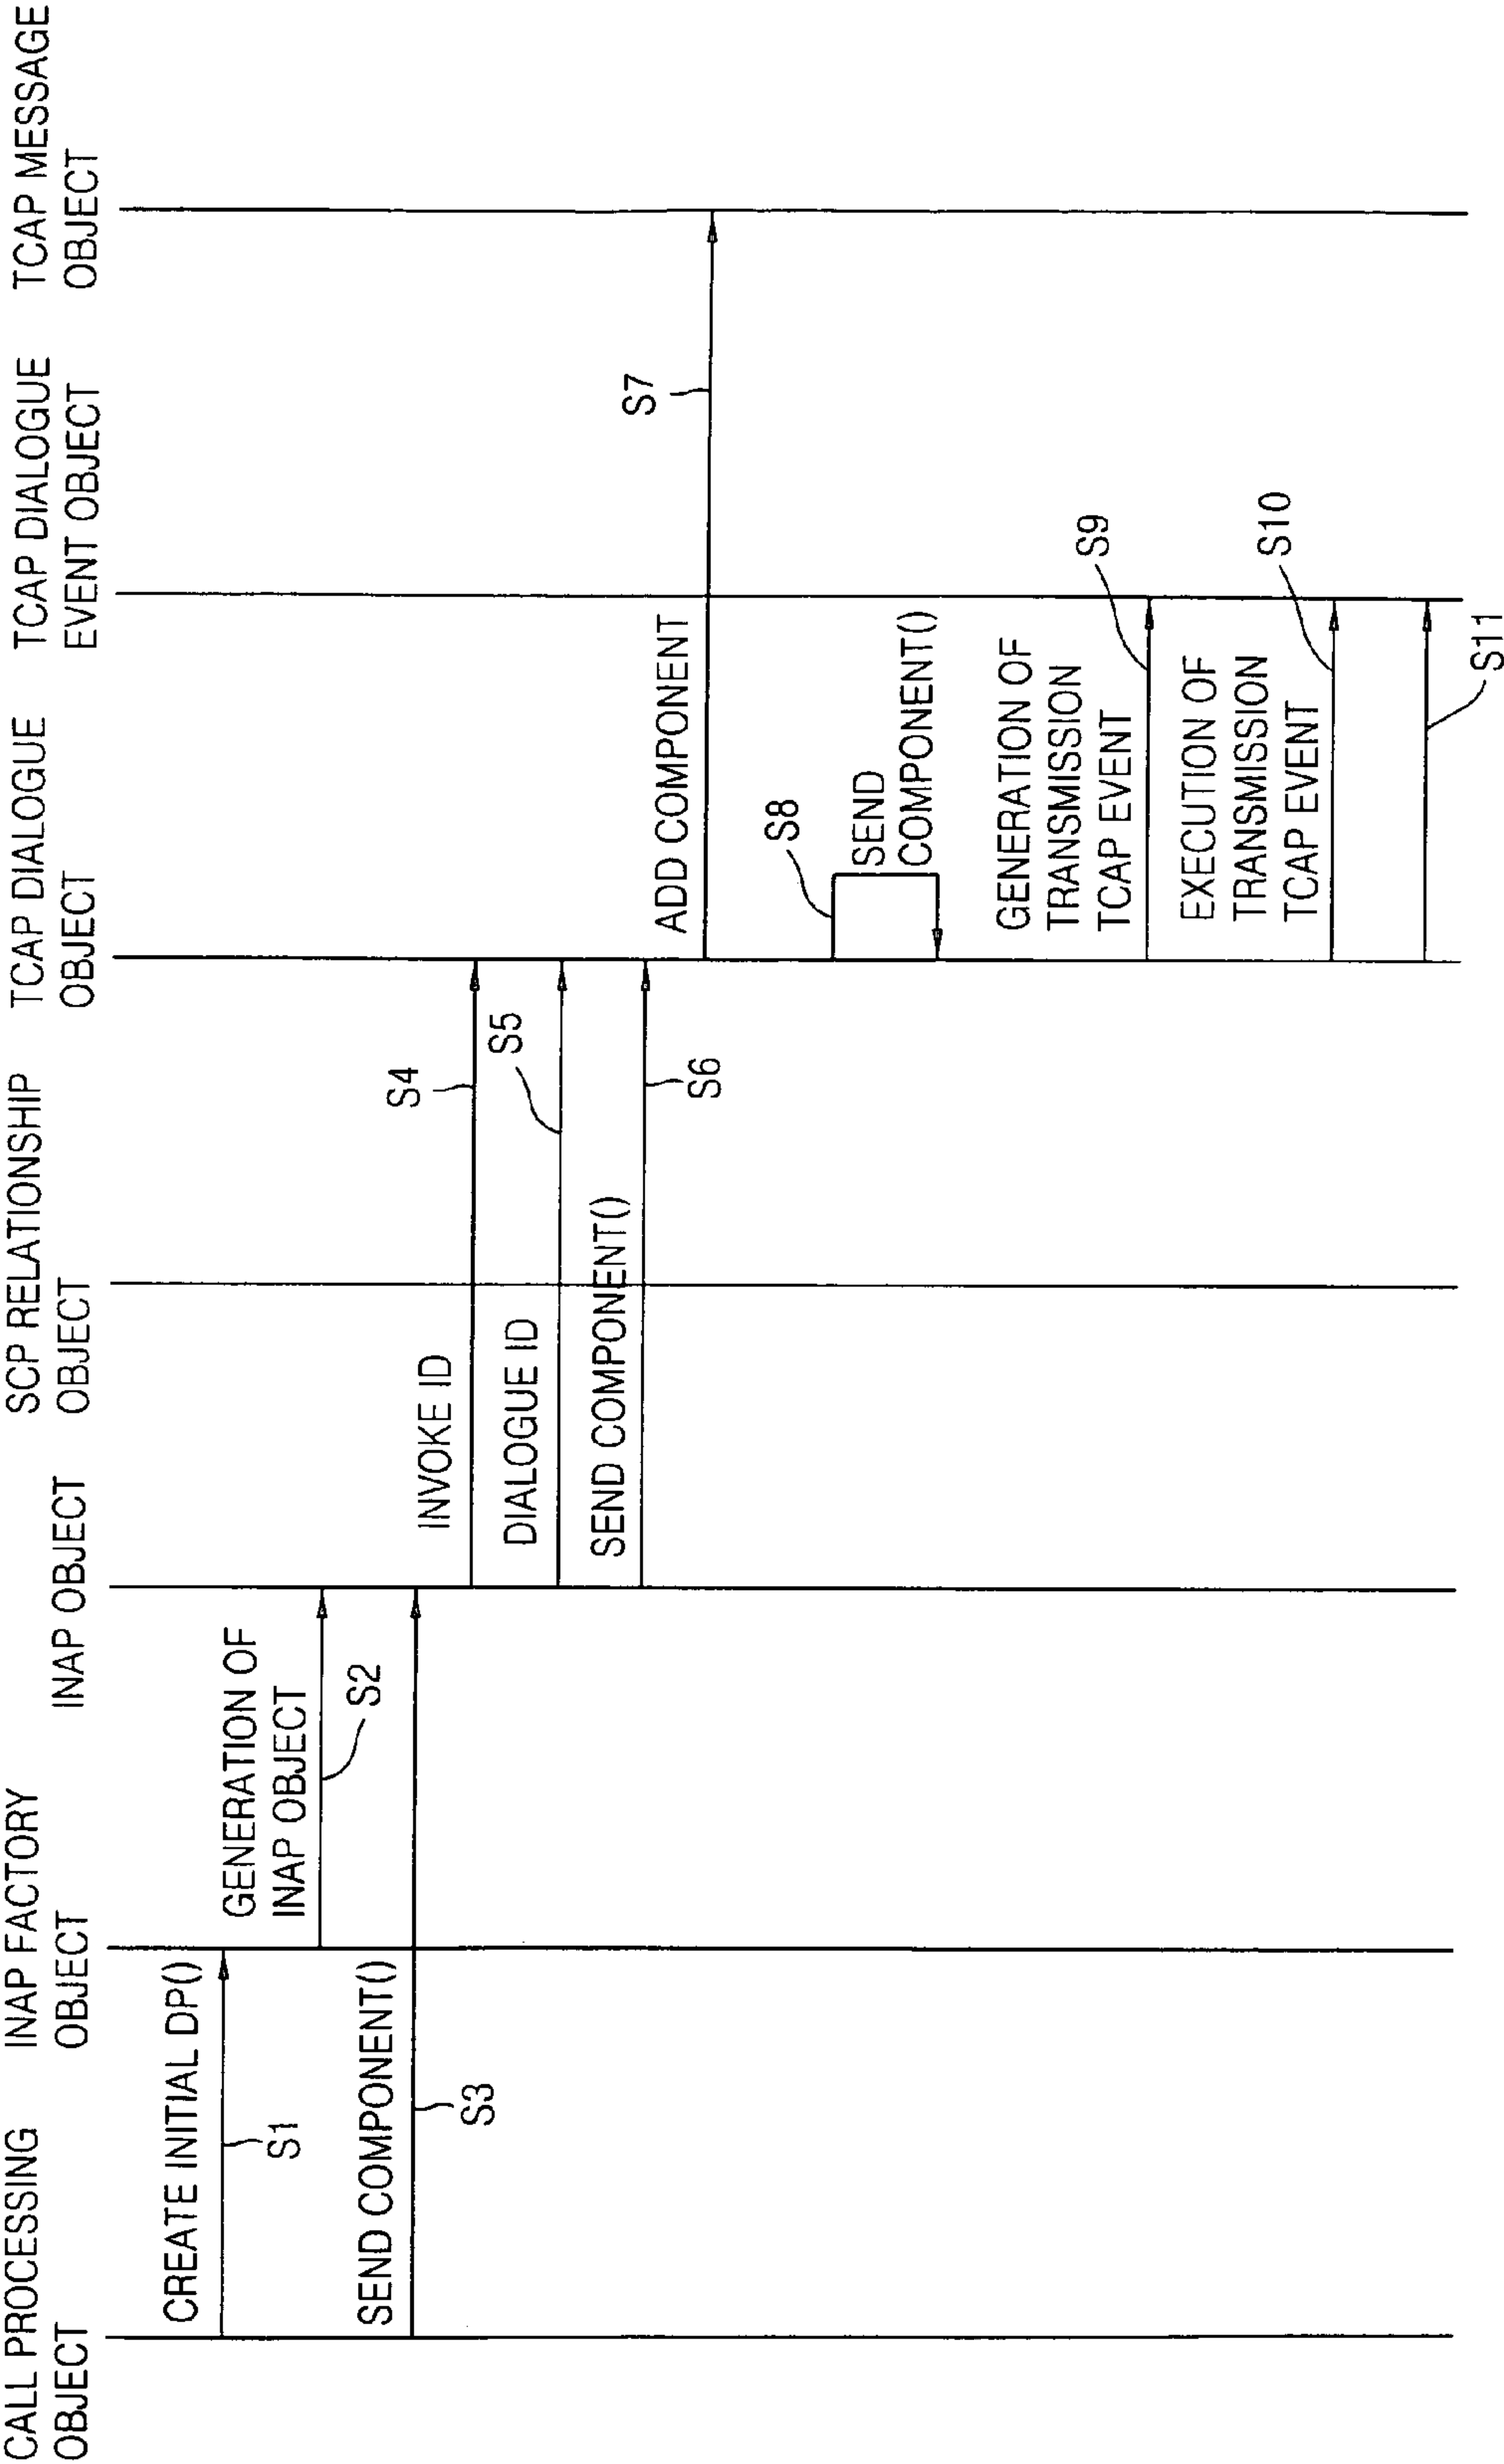 CALL PROCESSING
OBJECT
INAP FACTORY
OBJECT
INAP OBJECT
SCP RELATIONSHIP
OBJECT
TCAP DIALOGUE
OBJECT
TCAP DIALOGUE
EVENT OBJECT
TCAP MESSAGE
OBJECT
CREATE INITIAL DP()
S1
GENERATION OF
INAP OBJECT
S2
SEND COMPONENT()
S3
INVOKE ID
S4
DIALOGUE ID
S5
SEND COMPONENT()
S6
ADD COMPONENT
S7
S8
SEND
COMPONENT()
GENERATION OF
TRANSMISSION
TCAP EVENT
S9
EXECUTION OF
TRANSMISSION
TCAP EVENT
S10
S11